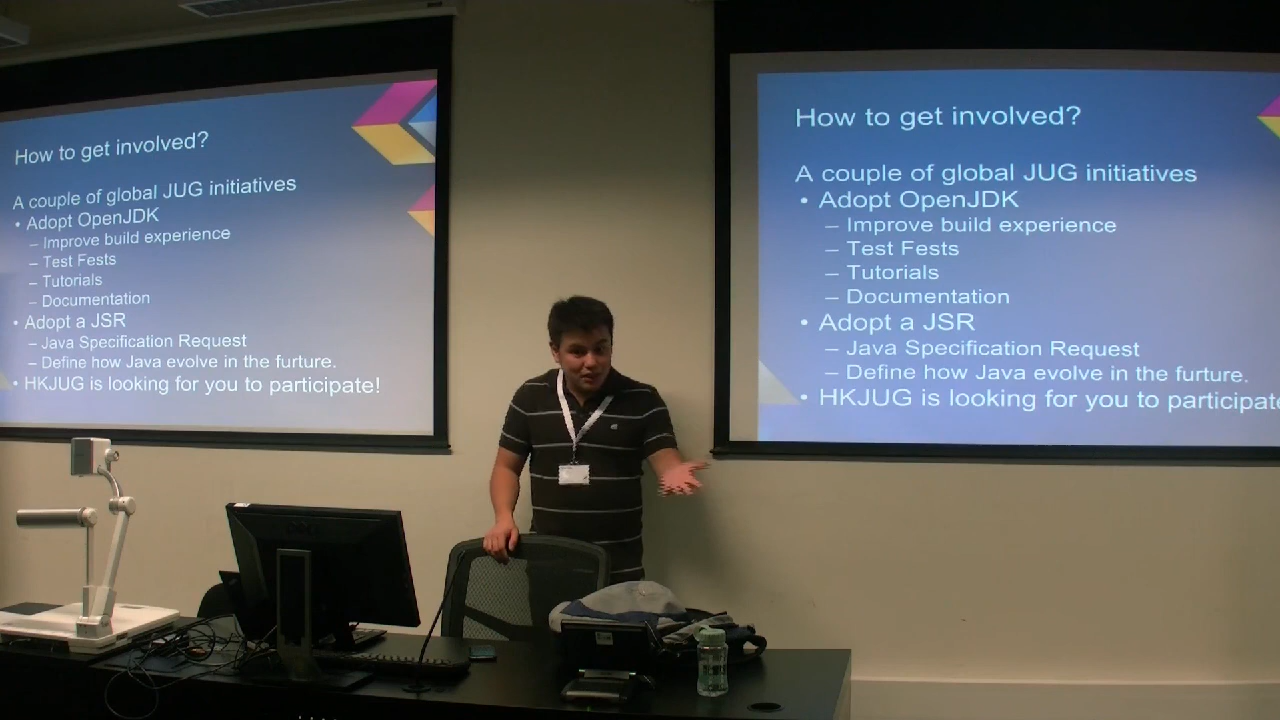 How to get involved?
A couple of global JUG initiatives
• Adopt OpenJDK
– Improve build experience
– Test Fests
– Tutorials
– Documentation
• Adopt a JSR
– Java Specification Request
– Define how Java evolve in the furture.
• HKJUG is looking for you to participate!
How to get involved?
A couple of global JUG initiatives
• Adopt OpenJDK
– Improve build experience
– Test Fests
– Tutorials
– Documentation
• Adopt a JSR
– Java Specification Request
– Define how Java evolve in the furture.
• HKJUG is looking for you to participate